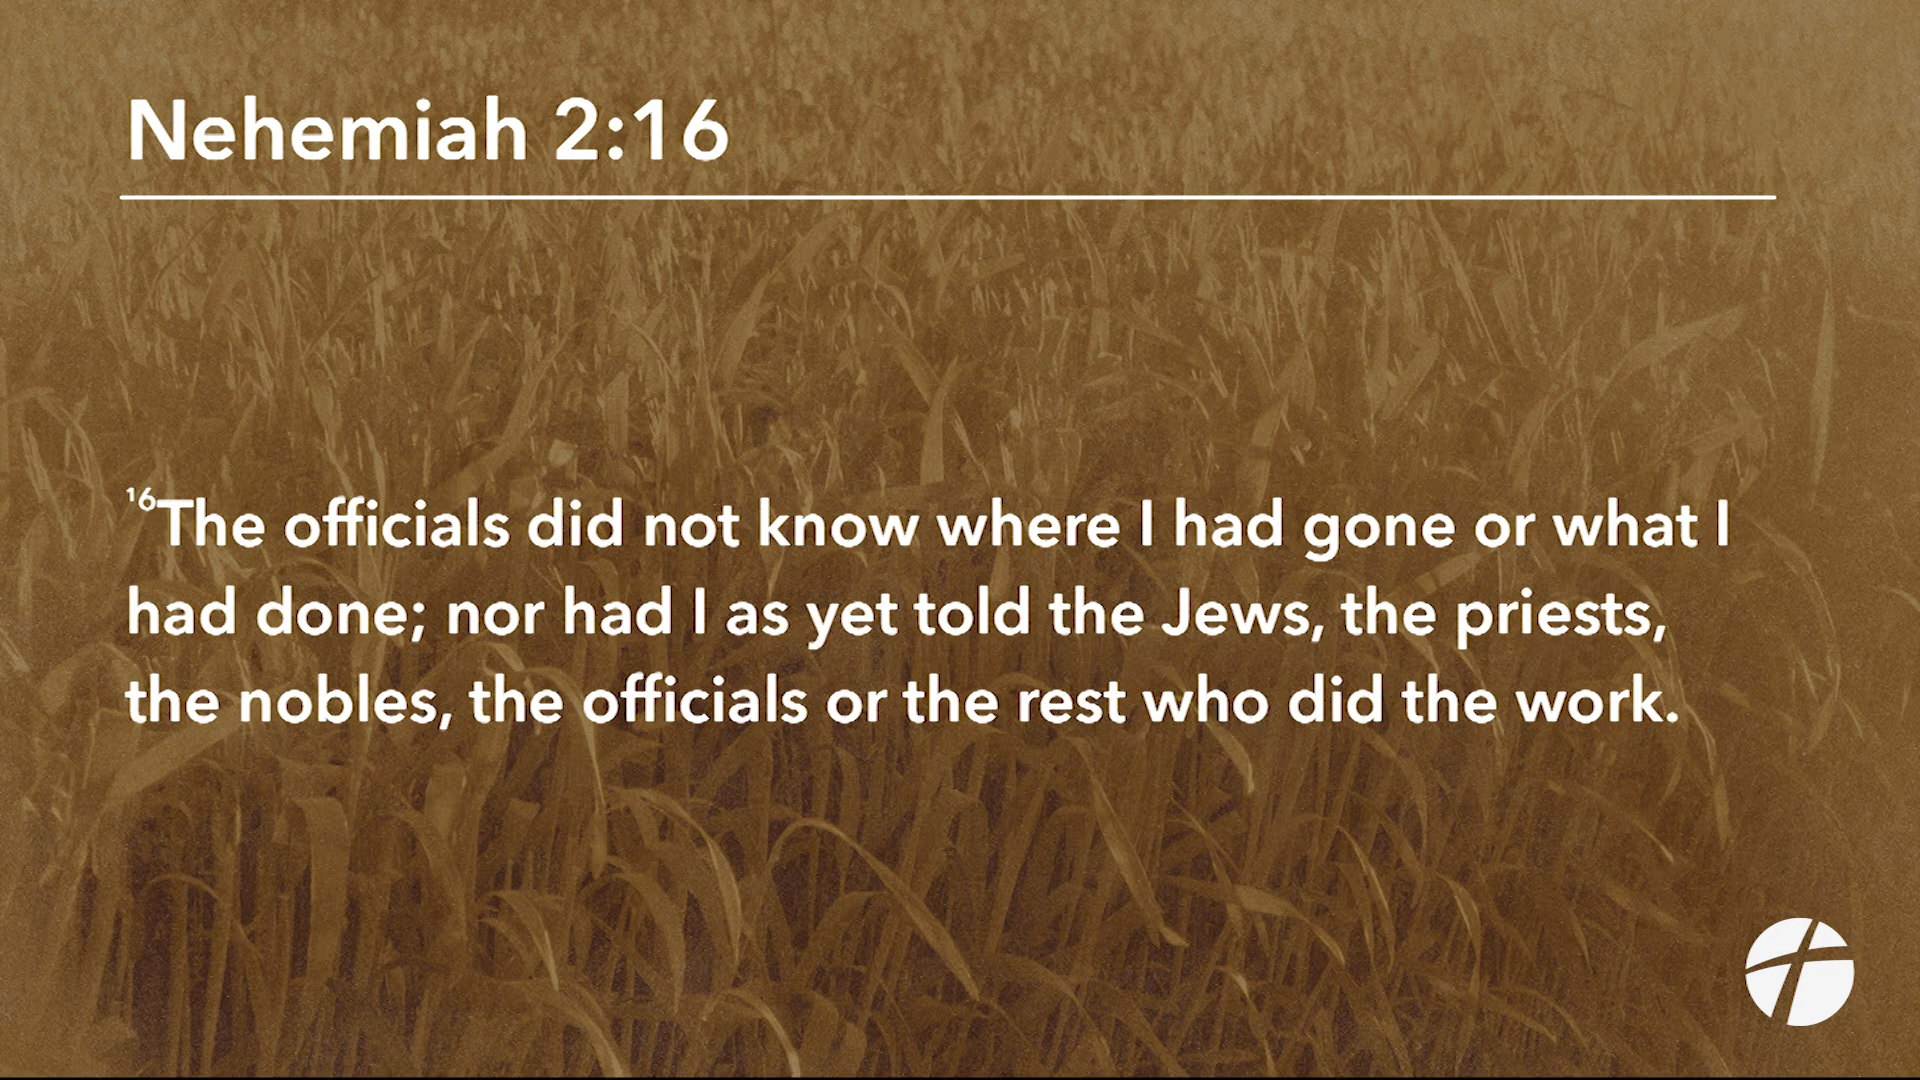 Nehemiah 2:16
¹⁶The officials did not know where I had gone or what I
had done; nor had I as yet told the Jews, the priests,
the nobles, the officials or the rest who did the work.